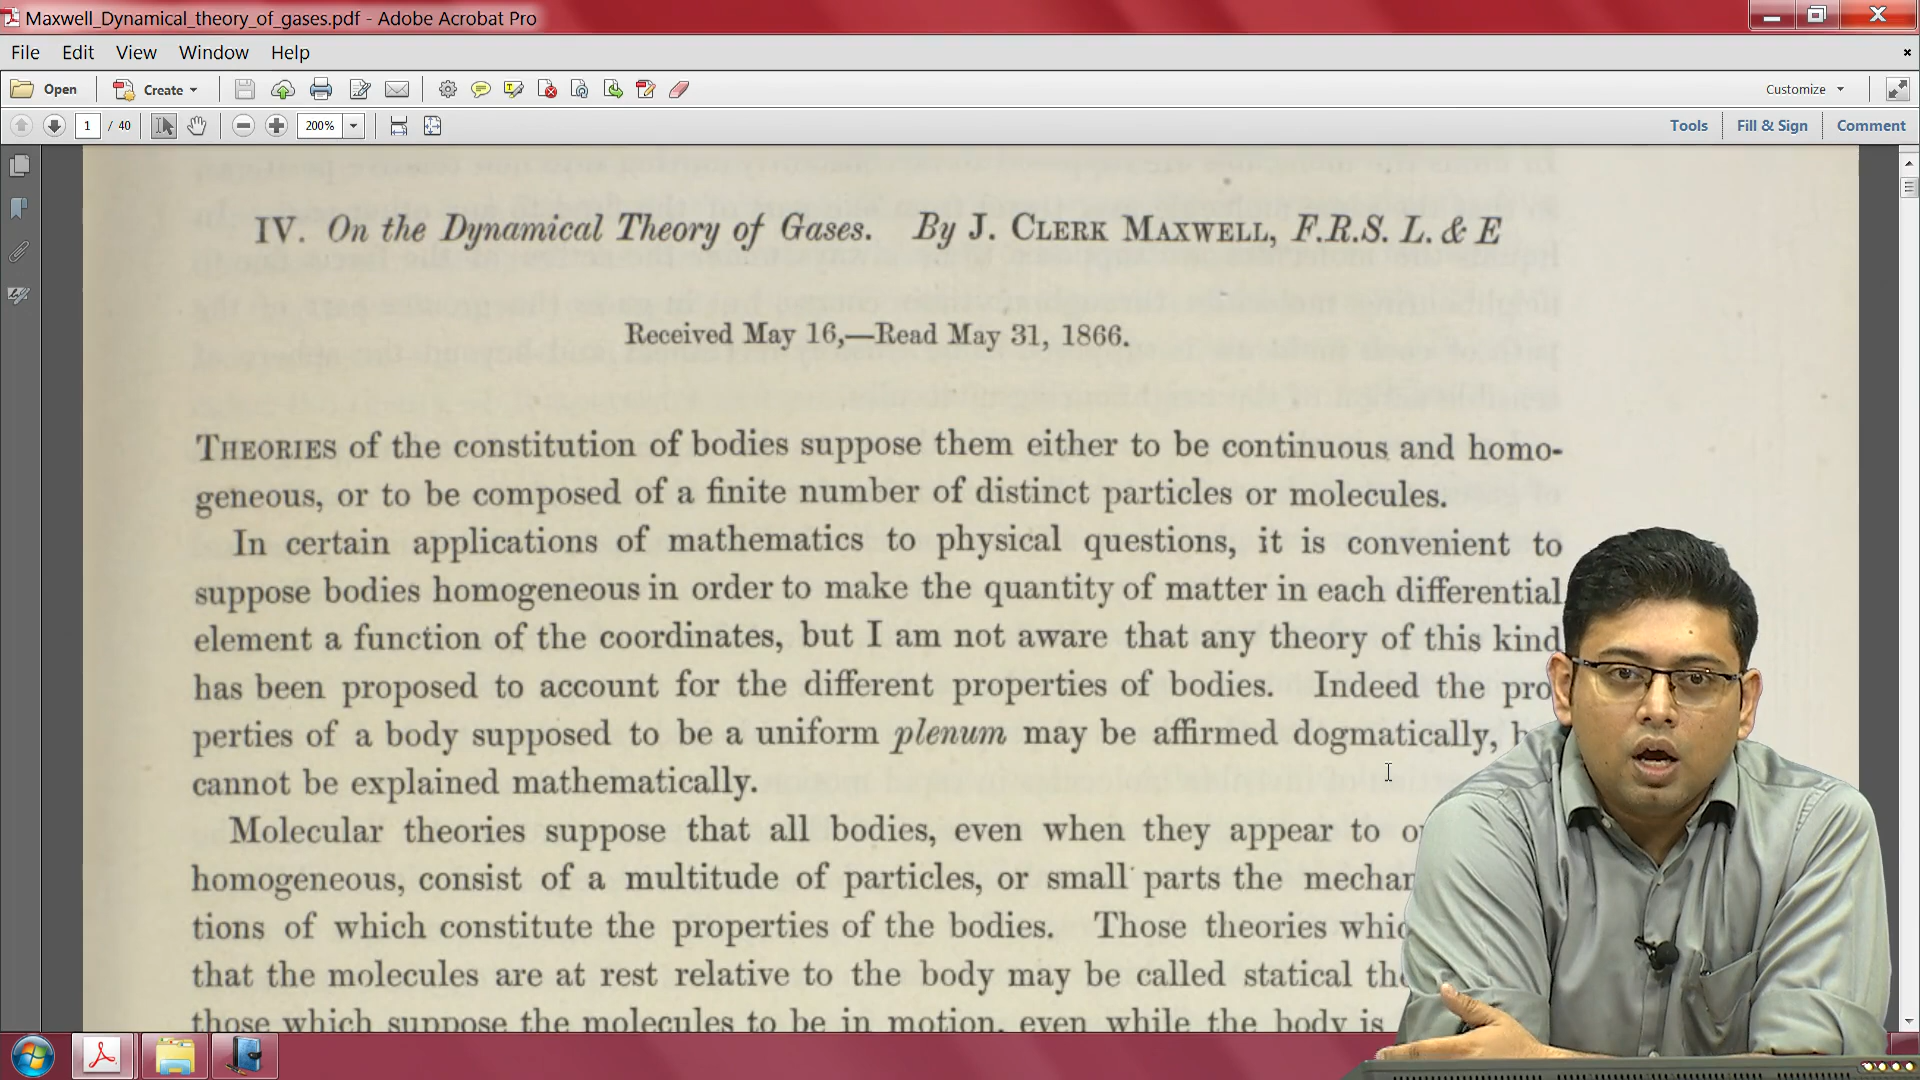 Maxwell_Dynamical_theory_of_gases.pdf - Adobe Acrobat Pro
File Edit View Window Help
Open Create Customize
1 / 40 200% Tools Fill & Sign Comment
IV. On the Dynamical Theory of Gases. By J. CLERK MAXWELL, F.R.S. L. & E
Received May 16,—Read May 31, 1866.
THEORIES of the constitution of bodies suppose them either to be continuous and homo-
geneous, or to be composed of a finite number of distinct particles or molecules.
In certain applications of mathematics to physical questions, it is convenient to
suppose bodies homogeneous in order to make the quantity of matter in each differential
element a function of the coordinates, but I am not aware that any theory of this kind
has been proposed to account for the different properties of bodies. Indeed the pro
perties of a body supposed to be a uniform plenum may be affirmed dogmatically,
cannot be explained mathematically.
Molecular theories suppose that all bodies, even when they appear to
homogeneous, consist of a multitude of particles, or small parts the
tions of which constitute the properties of the bodies. Those theories
that the molecules are at rest relative to the body may be called statical
those which suppose the molecules to be in motion, even while the body is